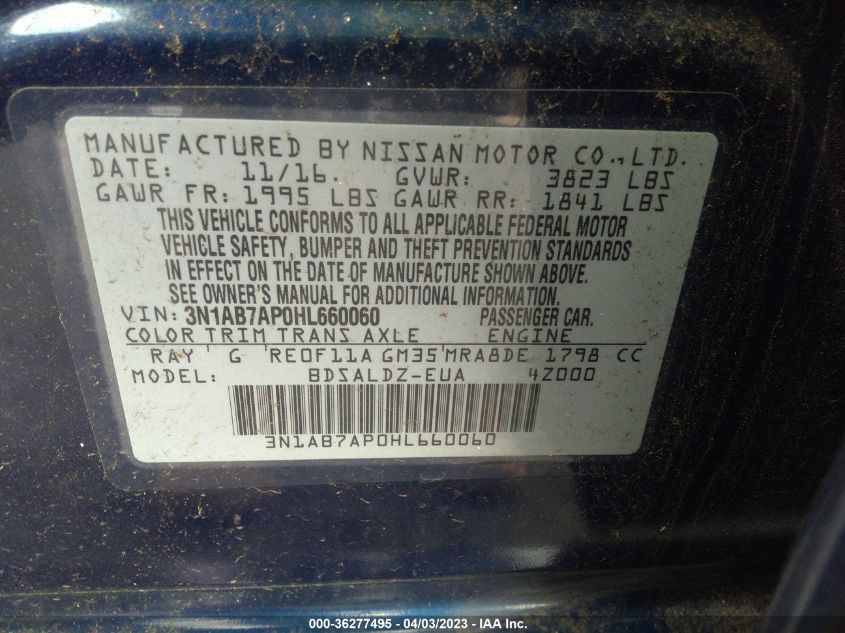 MANUFACTURED BY NISSAN MOTOR CO.,LTD.
DATE: 11/16. GVWR: 3823 LBS
GAWR FR: 1995 LBS GAWR RR: 1841 LBS
THIS VEHICLE CONFORMS TO ALL APPLICABLE FEDERAL MOTOR
VEHICLE SAFETY, BUMPER AND THEFT PREVENTION STANDARDS
IN EFFECT ON THE DATE OF MANUFACTURE SHOWN ABOVE.
SEE OWNER'S MANUAL FOR ADDITIONAL INFORMATION.
VIN: 3N1AB7AP0HL660060 PASSENGER CAR.
COLOR TRIM TRANS AXLE ENGINE
RAY G RE0F11A GM35 MRA8DE 1798 CC
MODEL: BDSALDZ-EUA 4Z000
3N1AB7AP0HL660060
000-36277495 - 04/03/2023 - IAA Inc.